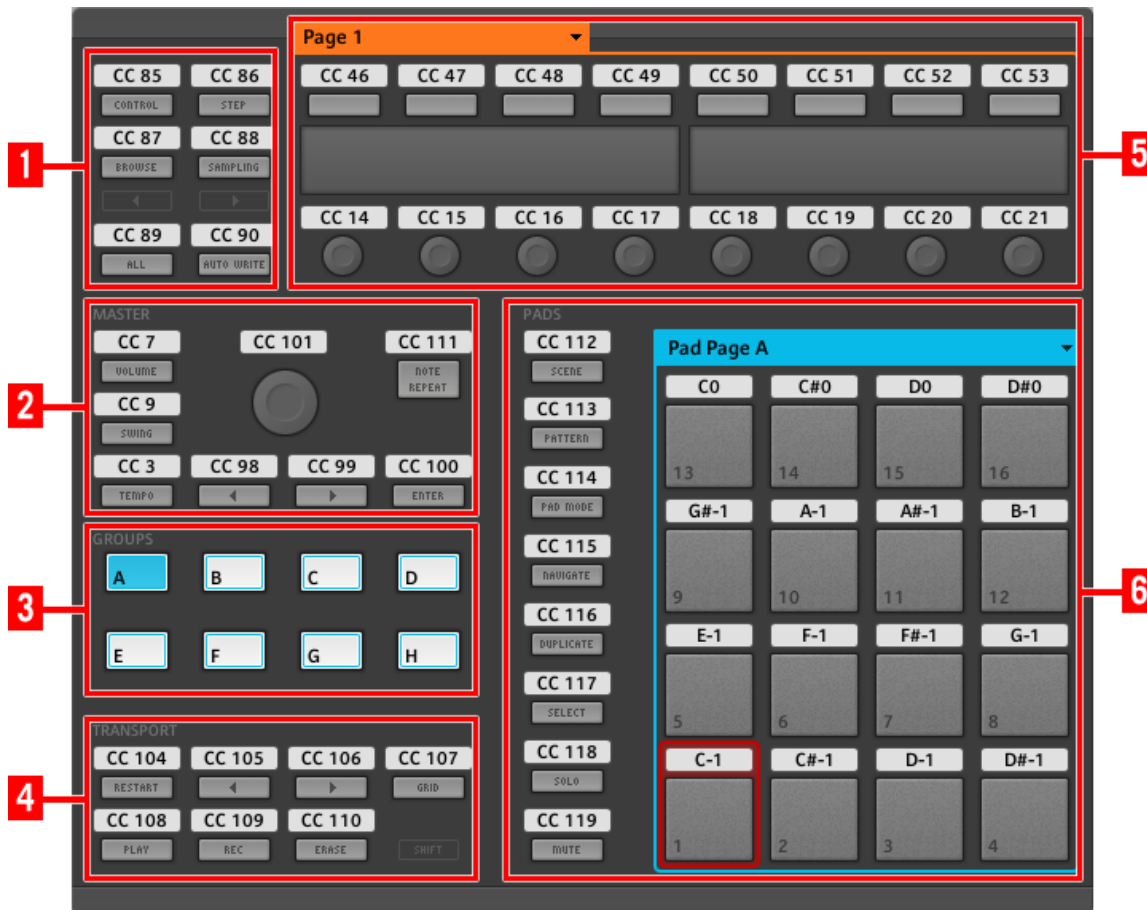 Page 1
CC 85 CC 86
CONTROL STEP
CC 87 CC 88
BROWSE SAMPLING
CC 89 CC 90
ALL AUTO WRITE
1
CC 46 CC 47 CC 48 CC 49 CC 50 CC 51 CC 52 CC 53
CC 14 CC 15 CC 16 CC 17 CC 18 CC 19 CC 20 CC 21
5
MASTER
CC 7 CC 101 CC 111
VOLUME NOTE
REPEAT
CC 9
SWING
CC 3 CC 98 CC 99 CC 100
TEMPO ENTER
2
GROUPS
A B C D
E F G H
3
TRANSPORT
CC 104 CC 105 CC 106 CC 107
RESTART GRID
CC 108 CC 109 CC 110
PLAY REC ERASE SHIFT
4
PADS
CC 112
SCENE
CC 113
PATTERN
CC 114
PAD MODE
CC 115
NAVIGATE
CC 116
DUPLICATE
CC 117
SELECT
CC 118
SOLO
CC 119
MUTE
Pad Page A
C0 C#0 D0 D#0
13 14 15 16
G#-1 A-1 A#-1 B-1
9 10 11 12
E-1 F-1 F#-1 G-1
5 6 7 8
C-1 C#-1 D-1 D#-1
1 2 3 4
6